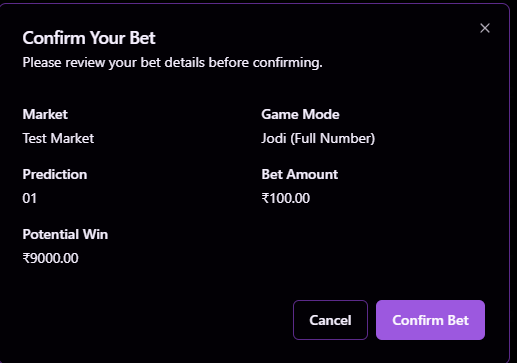 Confirm Your Bet
Please review your bet details before confirming.
Market
Game Mode
Test Market
Jodi (Full Number)
Prediction
Bet Amount
01
₹100.00
Potential Win
₹9000.00
Cancel
Confirm Bet